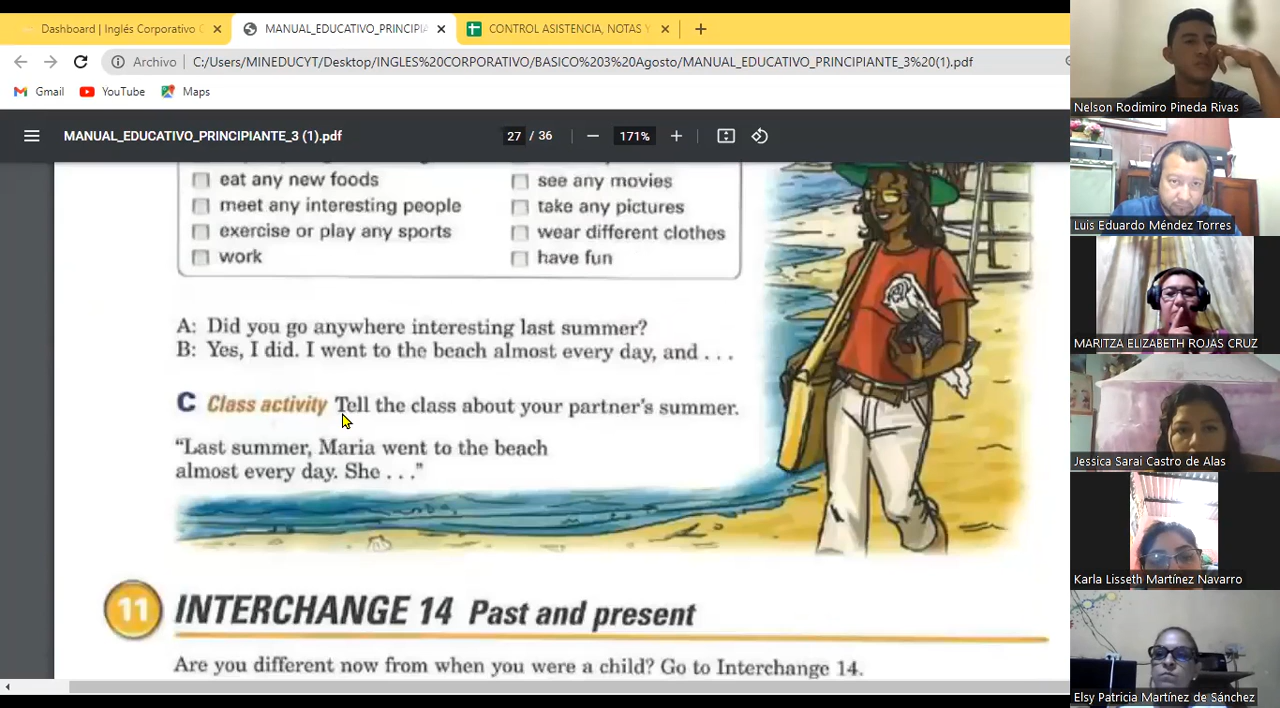 Dashboard | Inglés Corporativo
MANUAL_EDUCATIVO_PRINCIPIA
CONTROL ASISTENCIA, NOTAS Y
Archivo
C:/Users/MINEDUCYT/Desktop/INGLES%20CORPORATIVO/BASICO%203%20Agosto/MANUAL_EDUCATIVO_PRINCIPIANTE_3%20(1).pdf
Gmail
YouTube
Maps
MANUAL_EDUCATIVO_PRINCIPIANTE_3 (1).pdf
27 / 36
171%
eat any new foods
see any movies
meet any interesting people
take any pictures
exercise or play any sports
wear different clothes
work
have fun
A: Did you go anywhere interesting last summer?
B: Yes, I did. I went to the beach almost every day, and . . .
C Class activity Tell the class about your partner's summer.
"Last summer, Maria went to the beach
almost every day. She . . ."
11 INTERCHANGE 14 Past and present
Are you different now from when you were a child? Go to Interchange 14.
Nelson Rodimiro Pineda Rivas
Luis Eduardo Méndez Torres
MARITZA ELIZABETH ROJAS CRUZ
Jessica Sarai Castro de Alas
Karla Lisseth Martínez Navarro
Elsy Patricia Martínez de Sánchez